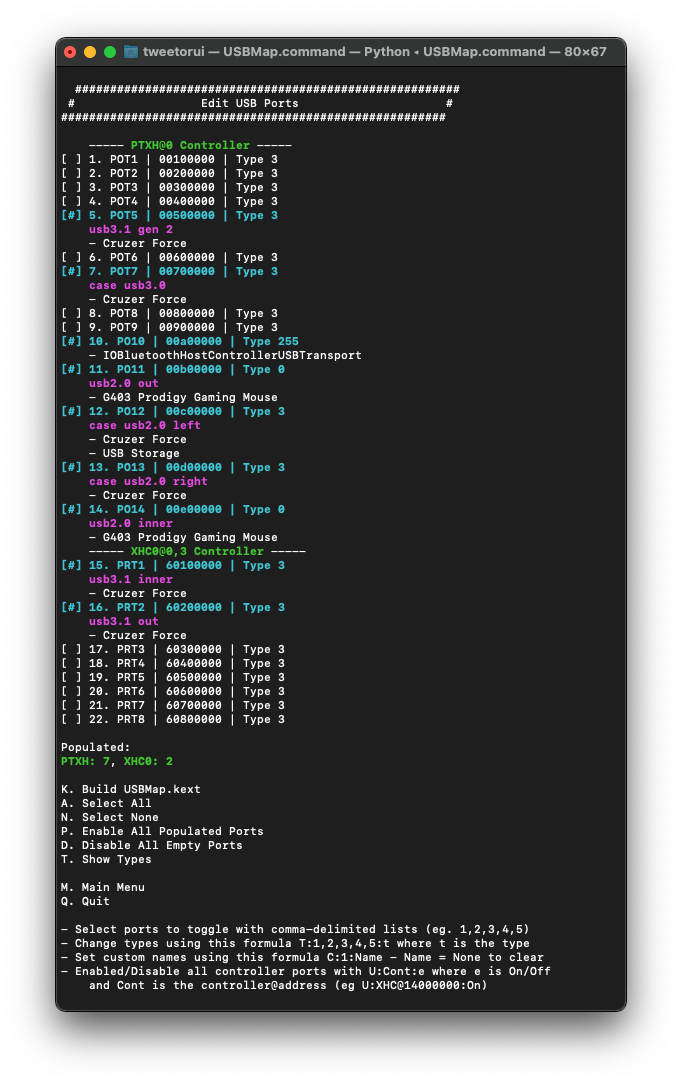 tweetorui — USBMap.command — Python ◂ USBMap.command — 80×67
#######################################################
# Edit USB Ports #
#######################################################
----- PTXH@0 Controller -----
[ ] 1. POT1 | 00100000 | Type 3
[ ] 2. POT2 | 00200000 | Type 3
[ ] 3. POT3 | 00300000 | Type 3
[ ] 4. POT4 | 00400000 | Type 3
[#] 5. POT5 | 00500000 | Type 3
usb3.1 gen 2
- Cruzer Force
[ ] 6. POT6 | 00600000 | Type 3
[#] 7. POT7 | 00700000 | Type 3
case usb3.0
- Cruzer Force
[ ] 8. POT8 | 00800000 | Type 3
[ ] 9. POT9 | 00900000 | Type 3
[#] 10. PO10 | 00a00000 | Type 255
- IOBluetoothHostControllerUSBTransport
[#] 11. PO11 | 00b00000 | Type 0
usb2.0 out
- G403 Prodigy Gaming Mouse
[#] 12. PO12 | 00c00000 | Type 3
case usb2.0 left
- Cruzer Force
- USB Storage
[#] 13. PO13 | 00d00000 | Type 3
case usb2.0 right
- Cruzer Force
[#] 14. PO14 | 00e00000 | Type 0
usb2.0 inner
- G403 Prodigy Gaming Mouse
----- XHC0@0,3 Controller -----
[#] 15. PRT1 | 60100000 | Type 3
usb3.1 inner
- Cruzer Force
[#] 16. PRT2 | 60200000 | Type 3
usb3.1 out
- Cruzer Force
[ ] 17. PRT3 | 60300000 | Type 3
[ ] 18. PRT4 | 60400000 | Type 3
[ ] 19. PRT5 | 60500000 | Type 3
[ ] 20. PRT6 | 60600000 | Type 3
[ ] 21. PRT7 | 60700000 | Type 3
[ ] 22. PRT8 | 60800000 | Type 3
Populated:
PTXH: 7, XHC0: 2
K. Build USBMap.kext
A. Select All
N. Select None
P. Enable All Populated Ports
D. Disable All Empty Ports
T. Show Types
M. Main Menu
Q. Quit
- Select ports to toggle with comma-delimited lists (eg. 1,2,3,4,5)
- Change types using this formula T:1,2,3,4,5:t where t is the type
- Set custom names using this formula C:1:Name - Name = None to clear
- Enabled/Disable all controller ports with U:Cont:e where e is On/Off
and Cont is the controller@address (eg U:XHC@14000000:On)